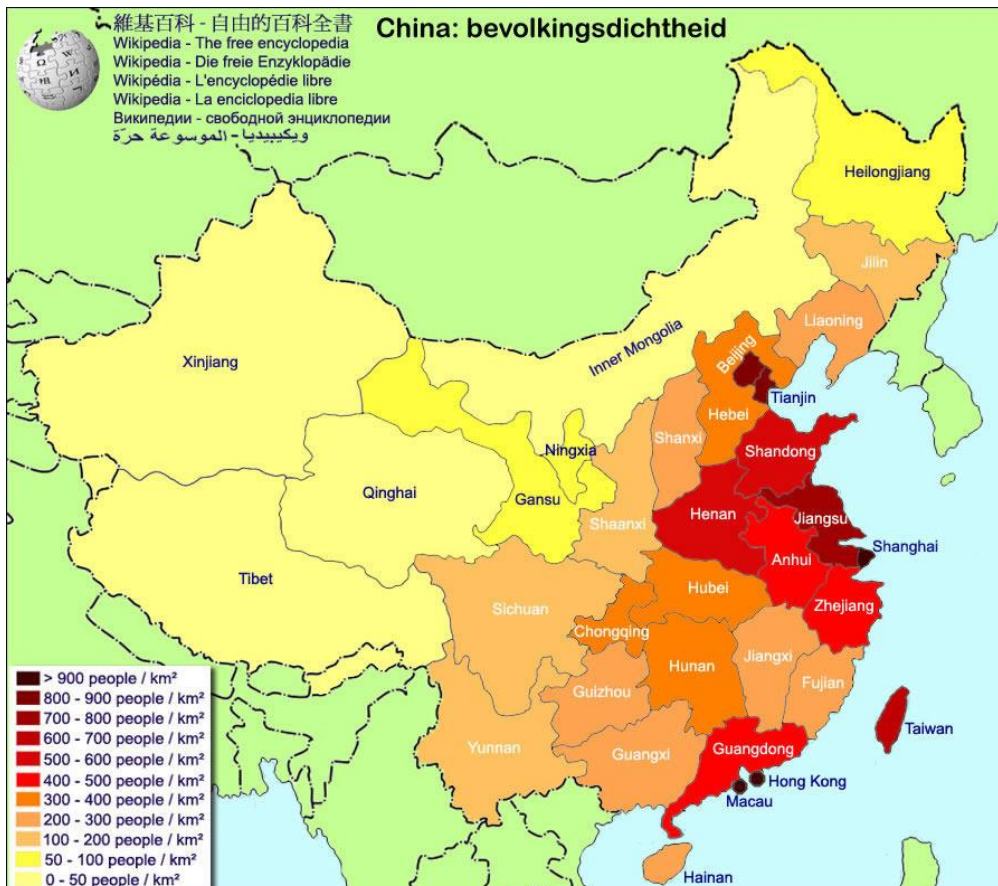 維基百科 - 自由的百科全書
China: bevolkingsdichtheid
Wikipedia - The free encyclopedia
Wikipedia - Die freie Enzyklopädie
Wikipédia - L'encyclopédie libre
Wikipedia - La enciclopedia libre
Википедии - свободной энциклопедии
ويكيبيديا - الموسوعة حرّة
Heilongjiang
Jilin
Liaoning
Inner Mongolia
Xinjiang
Beijing
Tianjin
Hebei
Shanxi
Shandong
Ningxia
Qinghai
Gansu
Shaanxi
Henan
Jiangsu
Shanghai
Anhui
Tibet
Hubei
Sichuan
Zhejiang
Chongqing
Hunan
Jiangxi
Fujian
Guizhou
Yunnan
Guangxi
Guangdong
Taiwan
Hong Kong
Macau
Hainan
> 900 people / km²
800 - 900 people / km²
700 - 800 people / km²
600 - 700 people / km²
500 - 600 people / km²
400 - 500 people / km²
300 - 400 people / km²
200 - 300 people / km²
100 - 200 people / km²
50 - 100 people / km²
0 - 50 people / km²